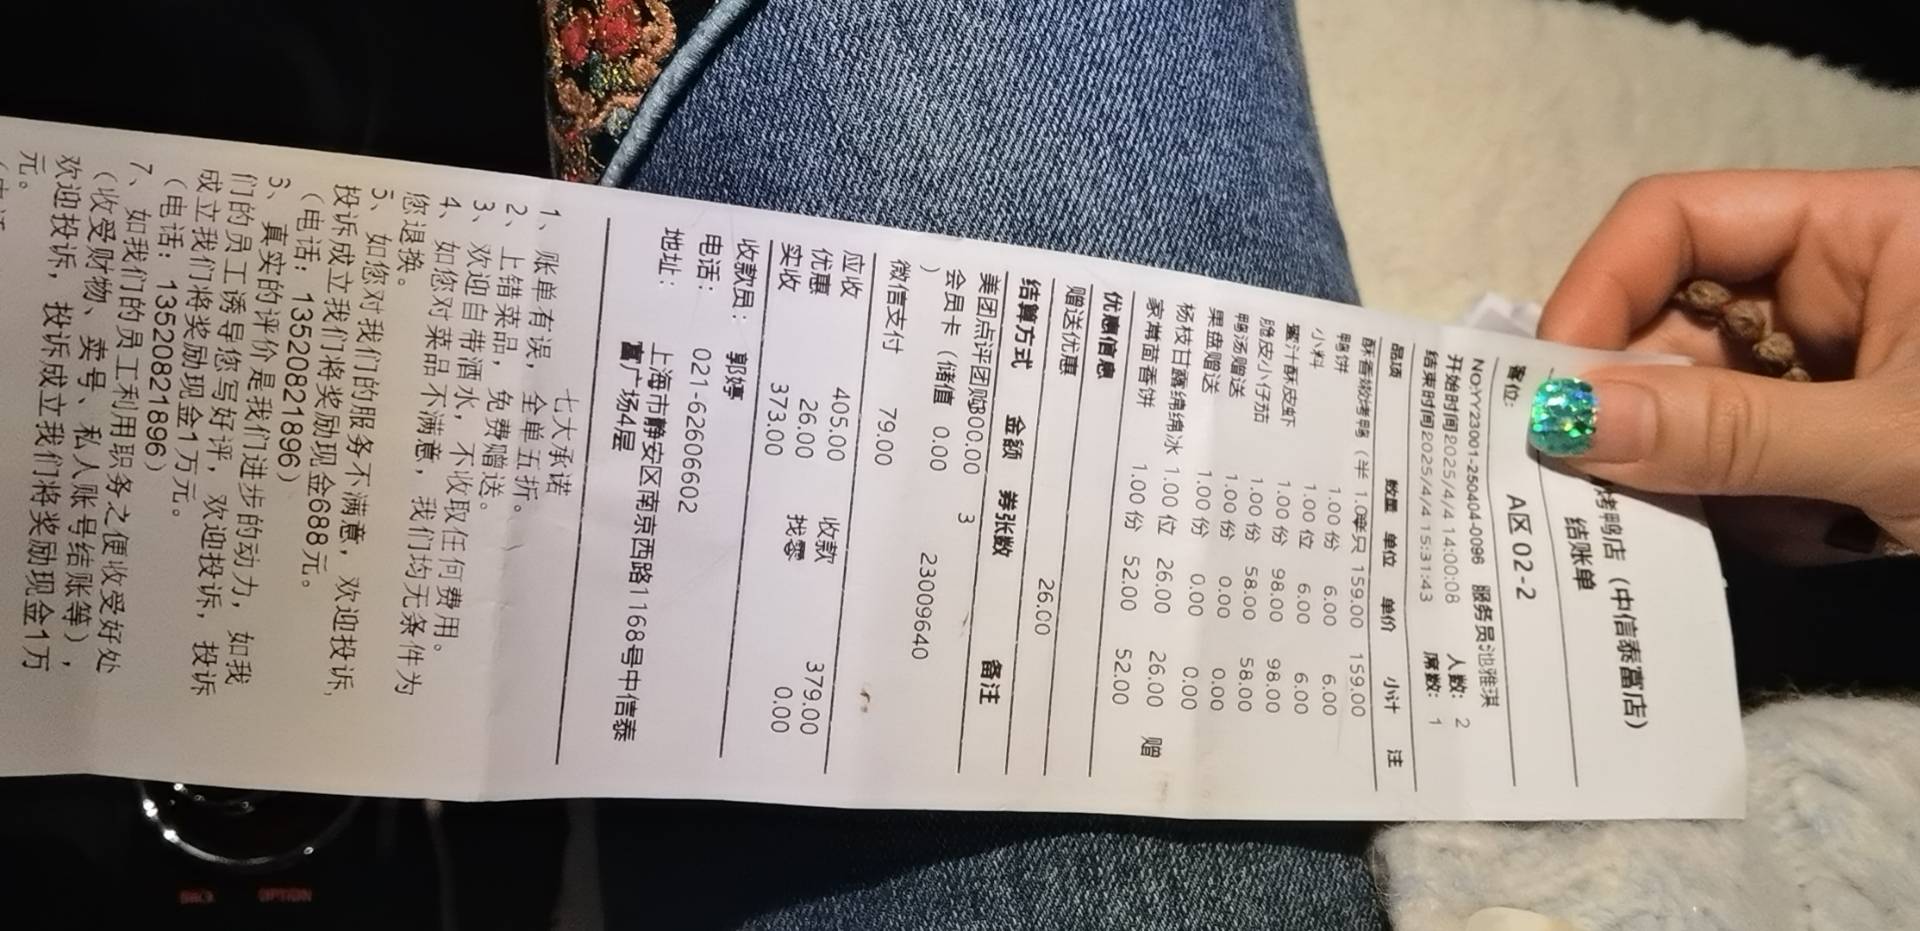 烤鸭店（中信泰富店）
结账单
客位： A区 02-2
NO:YY23001-250404-0096 服务员:池雅淇
开始时间2025/4/4 14:00:08 人数： 2
结束时间2025/4/4 15:31:43 席数： 1
品项 数量 单位 单价 小计 注
酥香嫩烤鸭（半 1.0 只 159.00 159.00
鸭饼 1.00 份 6.00 6.00
小料 1.00 位 6.00 6.00
蜜汁酥皮虾 1.00 份 98.00 98.00
脆皮小仔茄 1.00 份 58.00 58.00
鸭汤赠送 1.00 份 0.00 0.00
果盘赠送 1.00 份 0.00 0.00
杨枝甘露绵绵冰 1.00 位 26.00 26.00 赠
家常茴香饼 1.00 份 52.00 52.00
优惠信息
赠送优惠 26.00
结算方式 金额 券张数 备注
美团点评团购300.00 3
会员卡（储值 0.00 23009640
）
微信支付 79.00
应收 405.00 收款 379.00
优惠 26.00 找零 0.00
实收 373.00
收款员： 郭婷
电话： 021-62606602
地址： 上海市静安区南京西路1168号中信泰
富广场4层
七大承诺
1、账单有误，全单五折。
2、上错菜品，免费赠送。
3、欢迎自带酒水，不收取任何费用。
4、如您对菜品不满意，我们均无条件为
您退换。
5、如您对我们的服务不满意，欢迎投诉，
投诉成立我们将奖励现金688元。
（电话：13520821896）
6、真实的评价是我们进步的动力，如我
们的员工诱导您写好评，欢迎投诉，投诉
成立我们将奖励现金1万元。
（电话：13520821896）
7、如我们的员工利用职务之便收受好处
（收受财物、卖号、私人账号结账等），
欢迎投诉，投诉成立我们将奖励现金1万
元。
BACK OPTION